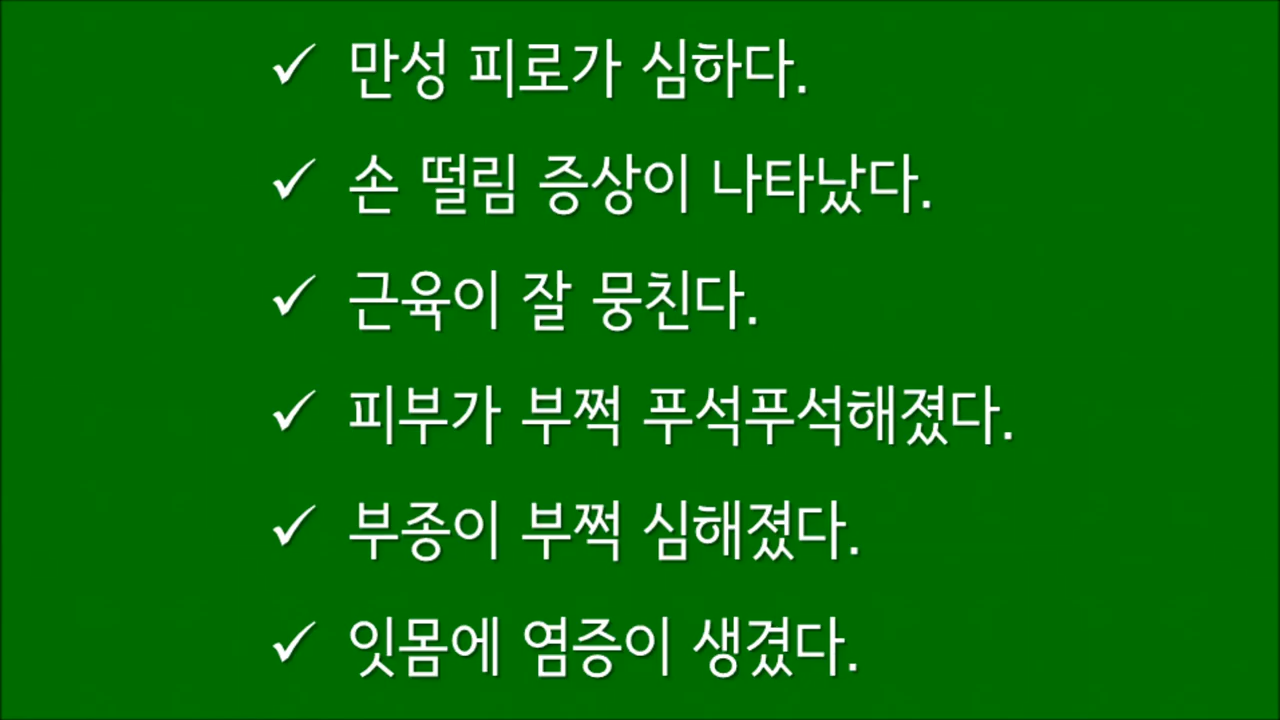 ✓ 만성 피로가 심하다.
✓ 손 떨림 증상이 나타났다.
✓ 근육이 잘 뭉친다.
✓ 피부가 부쩍 푸석푸석해졌다.
✓ 부종이 부쩍 심해졌다.
✓ 잇몸에 염증이 생겼다.